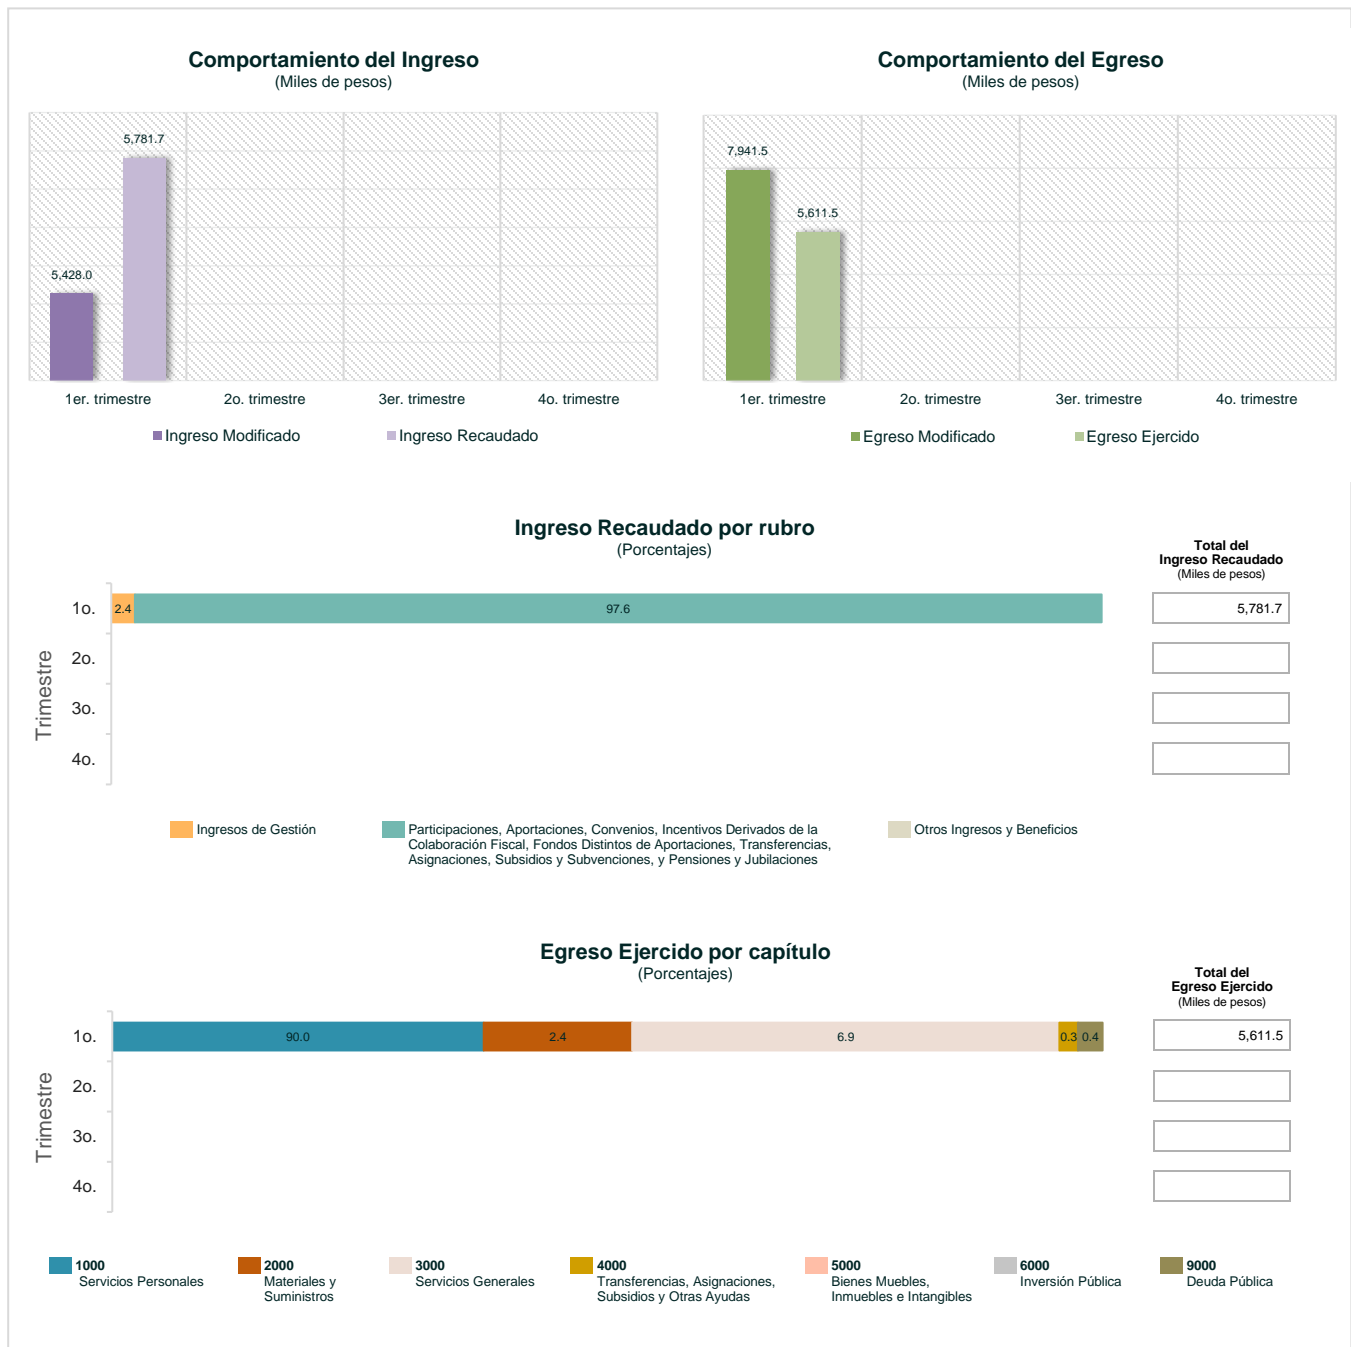 Comportamiento del Ingreso
(Miles de pesos)
5,781.7
5,428.0
1er. trimestre
2o. trimestre
3er. trimestre
4o. trimestre
Ingreso Modificado
Ingreso Recaudado
Comportamiento del Egreso
(Miles de pesos)
7,941.5
5,611.5
1er. trimestre
2o. trimestre
3er. trimestre
4o. trimestre
Egreso Modificado
Egreso Ejercido
Ingreso Recaudado por rubro
(Porcentajes)
Total del
Ingreso Recaudado
(Miles de pesos)
Trimestre
1o.
2.4
97.6
5,781.7
2o.
3o.
4o.
Ingresos de Gestión
Participaciones, Aportaciones, Convenios, Incentivos Derivados de la
Colaboración Fiscal, Fondos Distintos de Aportaciones, Transferencias,
Asignaciones, Subsidios y Subvenciones, y Pensiones y Jubilaciones
Otros Ingresos y Beneficios
Egreso Ejercido por capítulo
(Porcentajes)
Total del
Egreso Ejercido
(Miles de pesos)
Trimestre
1o.
90.0
2.4
6.9
0.3
0.4
5,611.5
2o.
3o.
4o.
1000
Servicios Personales
2000
Materiales y
Suministros
3000
Servicios Generales
4000
Transferencias, Asignaciones,
Subsidios y Otras Ayudas
5000
Bienes Muebles,
Inmuebles e Intangibles
6000
Inversión Pública
9000
Deuda Pública